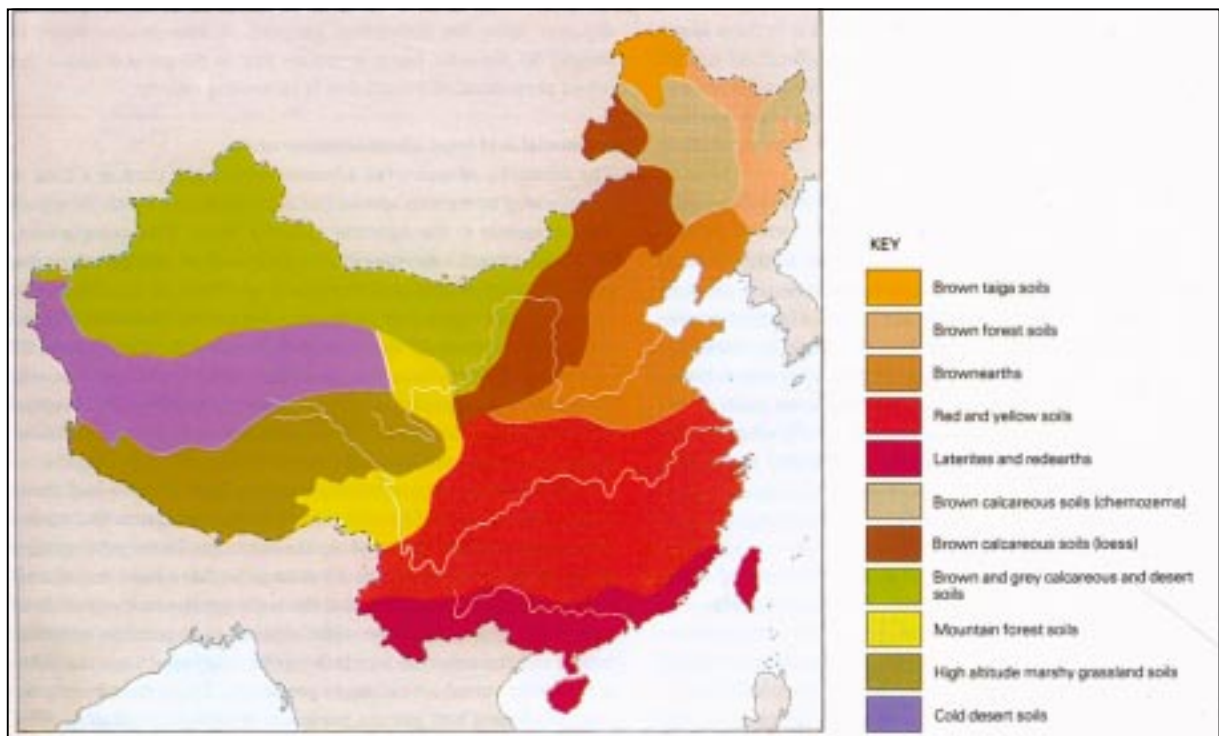 KEY
Brown taiga soils
Brown forest soils
Brownearths
Red and yellow soils
Laterites and redearths
Brown calcareous soils (chernozems)
Brown calcareous soils (loess)
Brown and grey calcareous and desert
soils
Mountain forest soils
High altitude marshy grassland soils
Cold desert soils